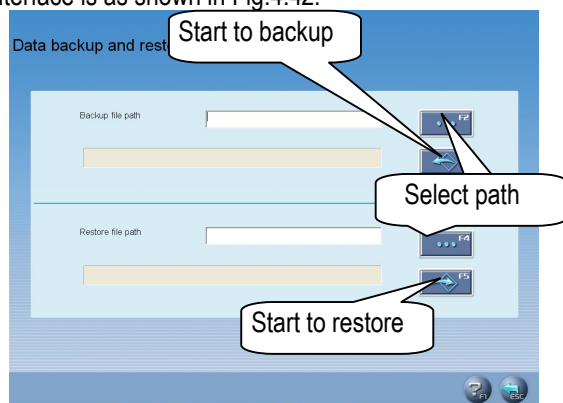 terface is as shown in Fig.4.42.
Start to backup
Data backup and rest
Backup file path
F2
Select path
Restore file path
F4
F5
Start to restore
?
F1
ESC